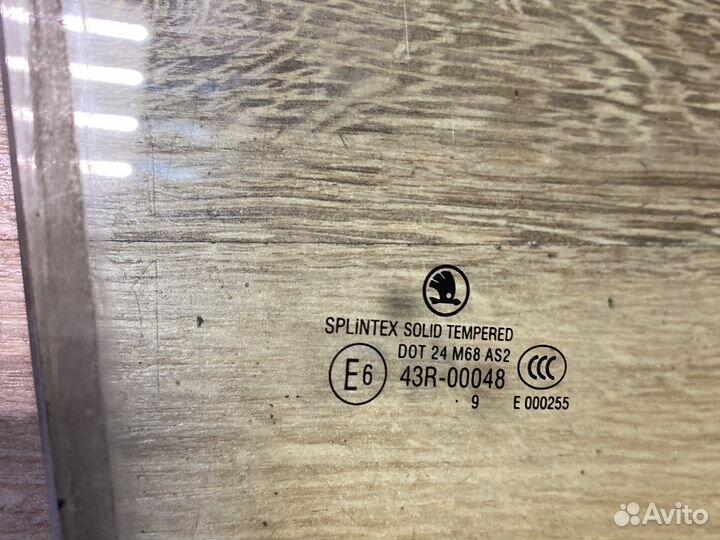 SPLINTEX SOLID TEMPERED
DOT 24 M68 AS2
E6 43R-00048 CCC
· 9 E 000255
Avito